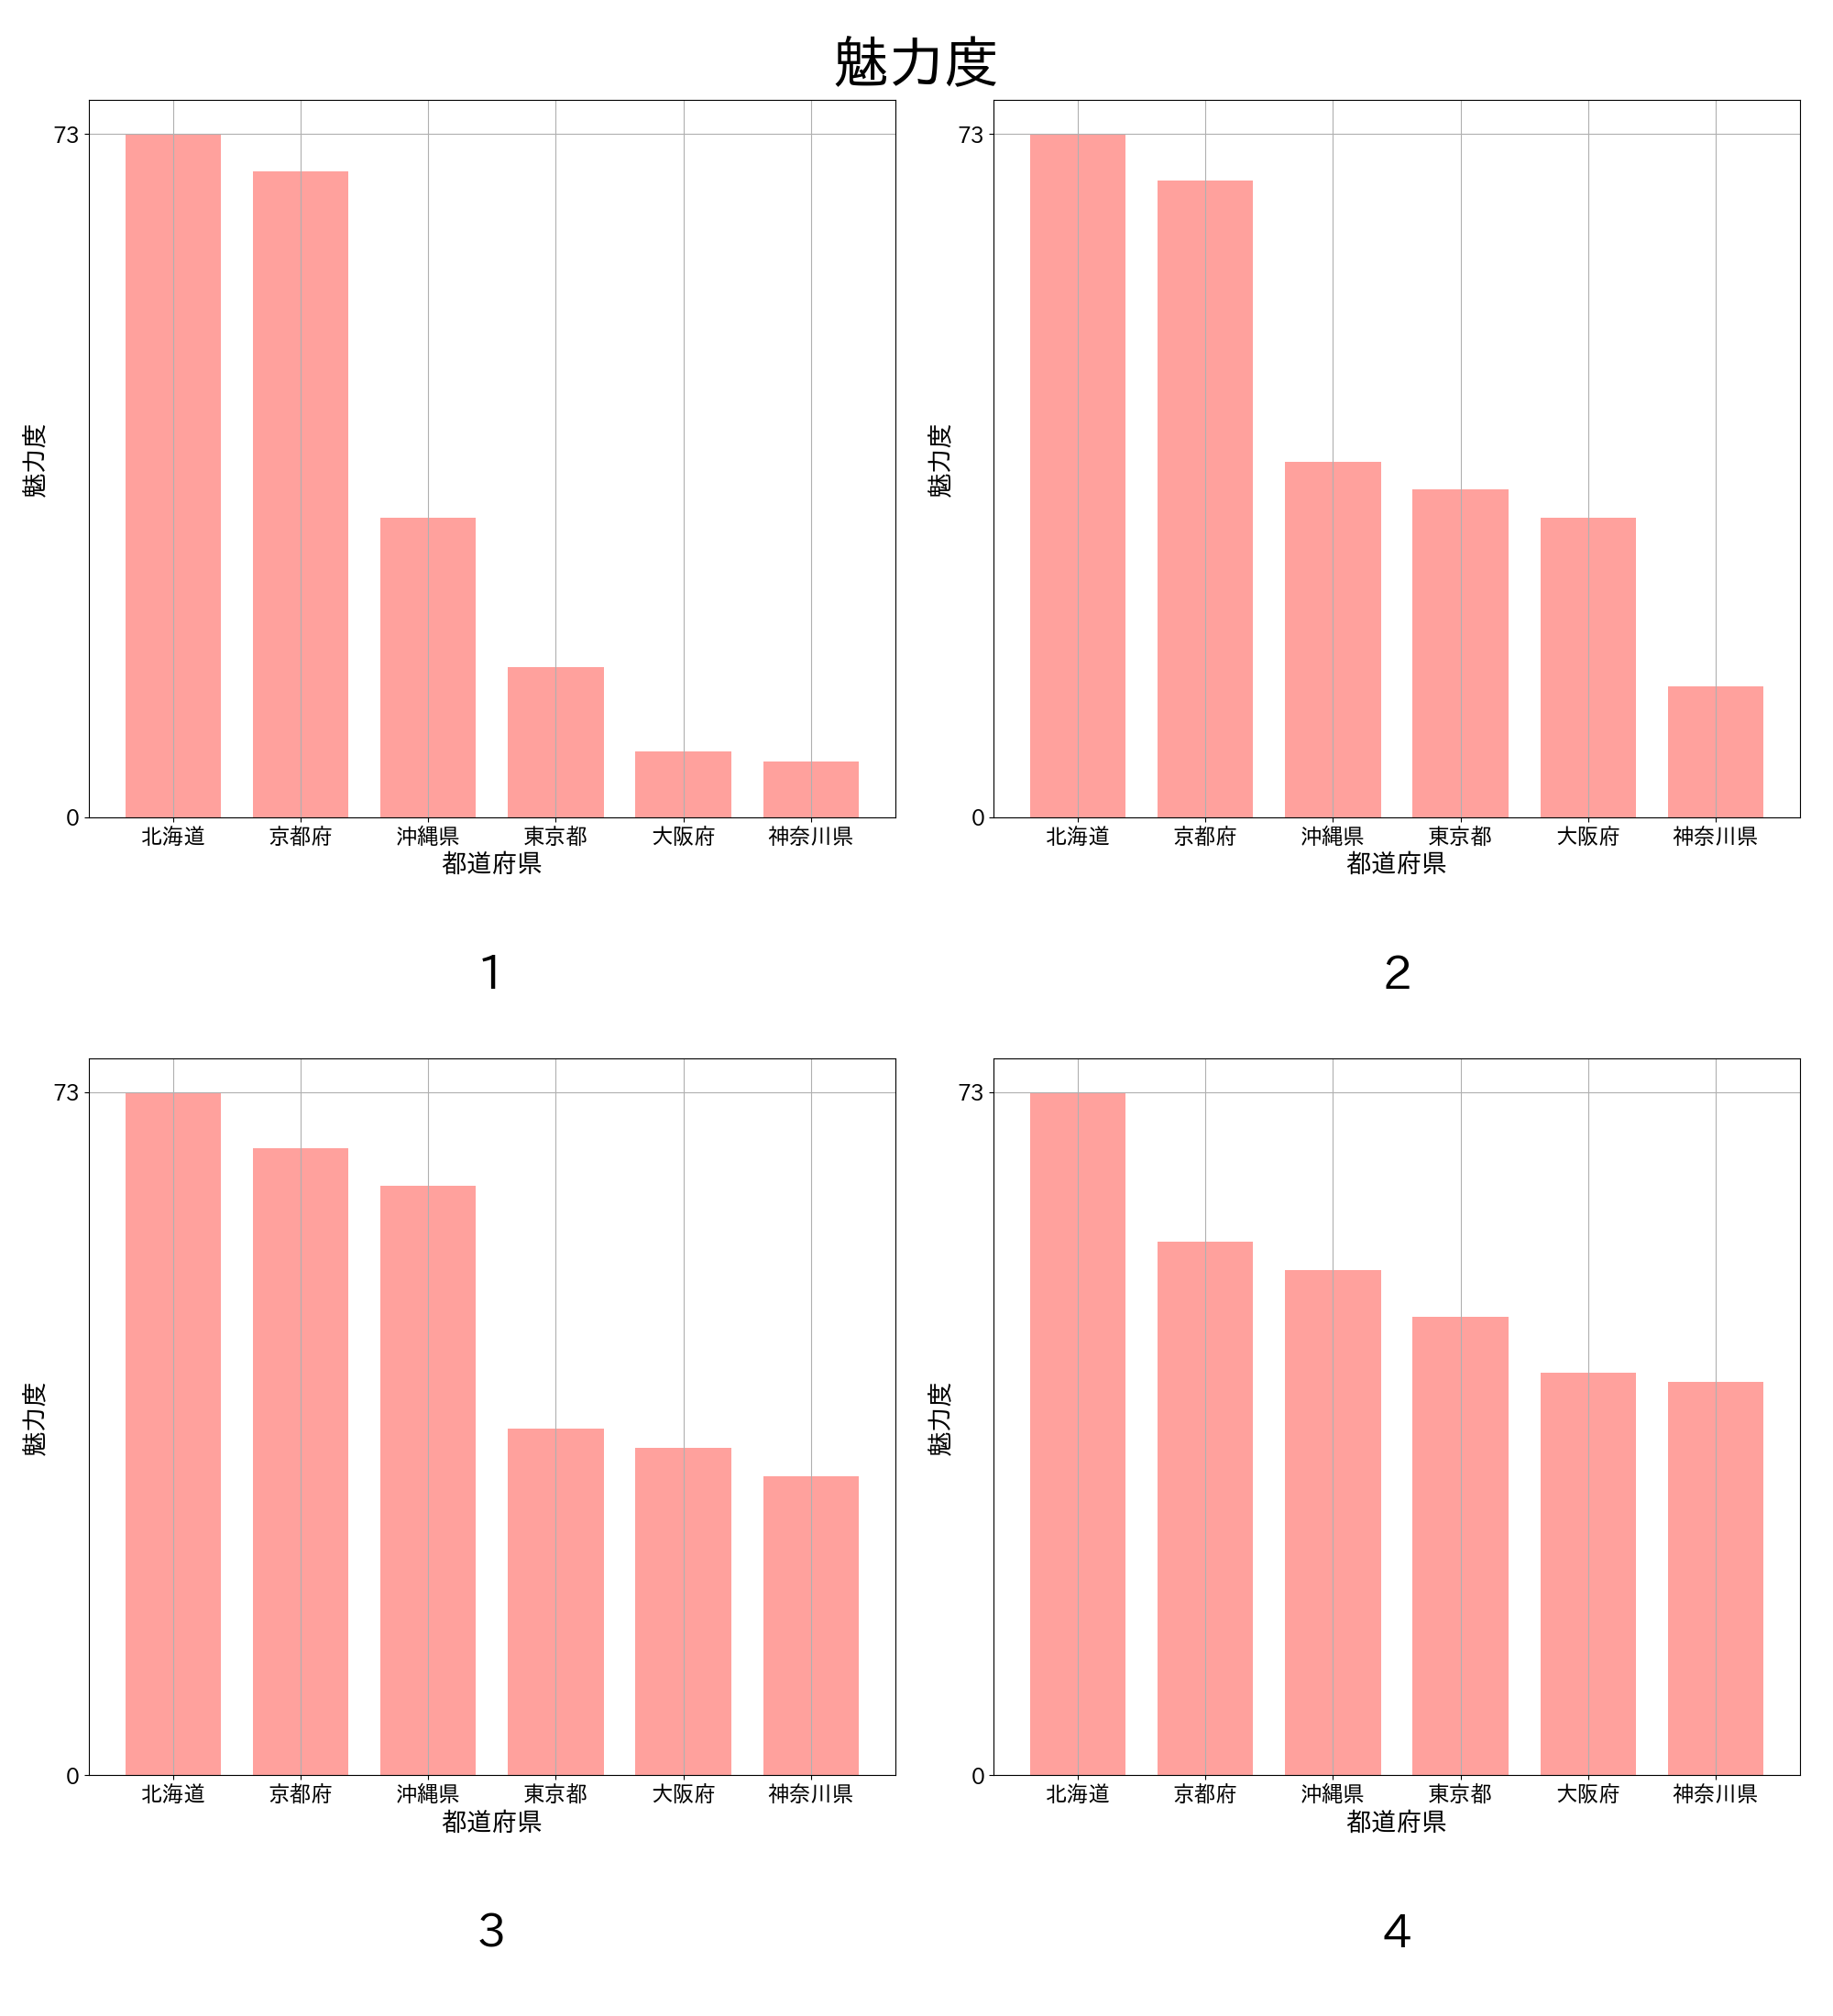 魅力度
73
0
魅力度
北海道 京都府 沖縄県 東京都 大阪府 神奈川県
都道府県
1
73
0
魅力度
北海道 京都府 沖縄県 東京都 大阪府 神奈川県
都道府県
2
73
0
魅力度
北海道 京都府 沖縄県 東京都 大阪府 神奈川県
都道府県
3
73
0
魅力度
北海道 京都府 沖縄県 東京都 大阪府 神奈川県
都道府県
4